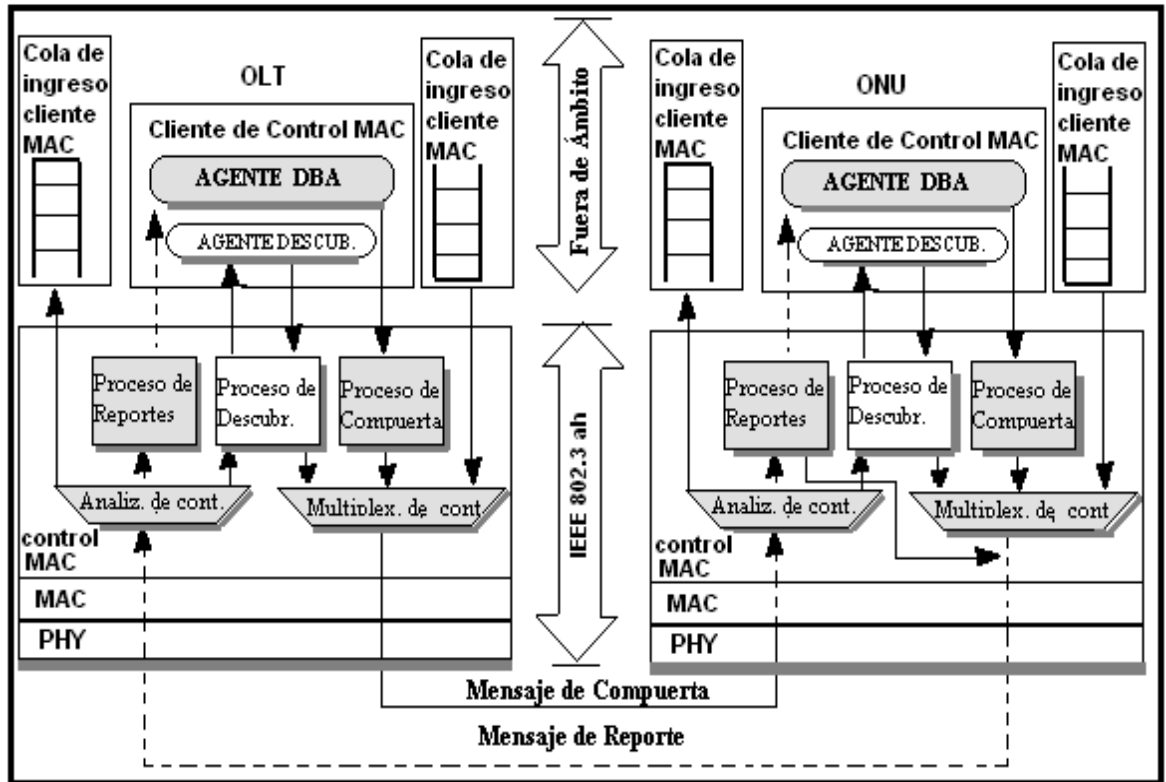 Cola de
ingreso
cliente
MAC
OLT
Cliente de Control MAC
AGENTE DBA
AGENTE DESCUB.
Cola de
ingreso
cliente
MAC
Fuera de Ámbito
Cola de
ingreso
cliente
MAC
ONU
Cliente de Control MAC
AGENTE DBA
AGENTE DESCUB.
Cola de
ingreso
cliente
MAC
Proceso de
Reportes
Proceso de
Descubr.
Proceso de
Compuerta
Analiz. de cont.
Multiplex. de cont
control
MAC
MAC
PHY
IEEE 802.3 ah
Proceso de
Reportes
Proceso de
Descubr.
Proceso de
Compuerta
Analiz. de cont.
Multiplex. de cont
control
MAC
MAC
PHY
Mensaje de Compuerta
Mensaje de Reporte